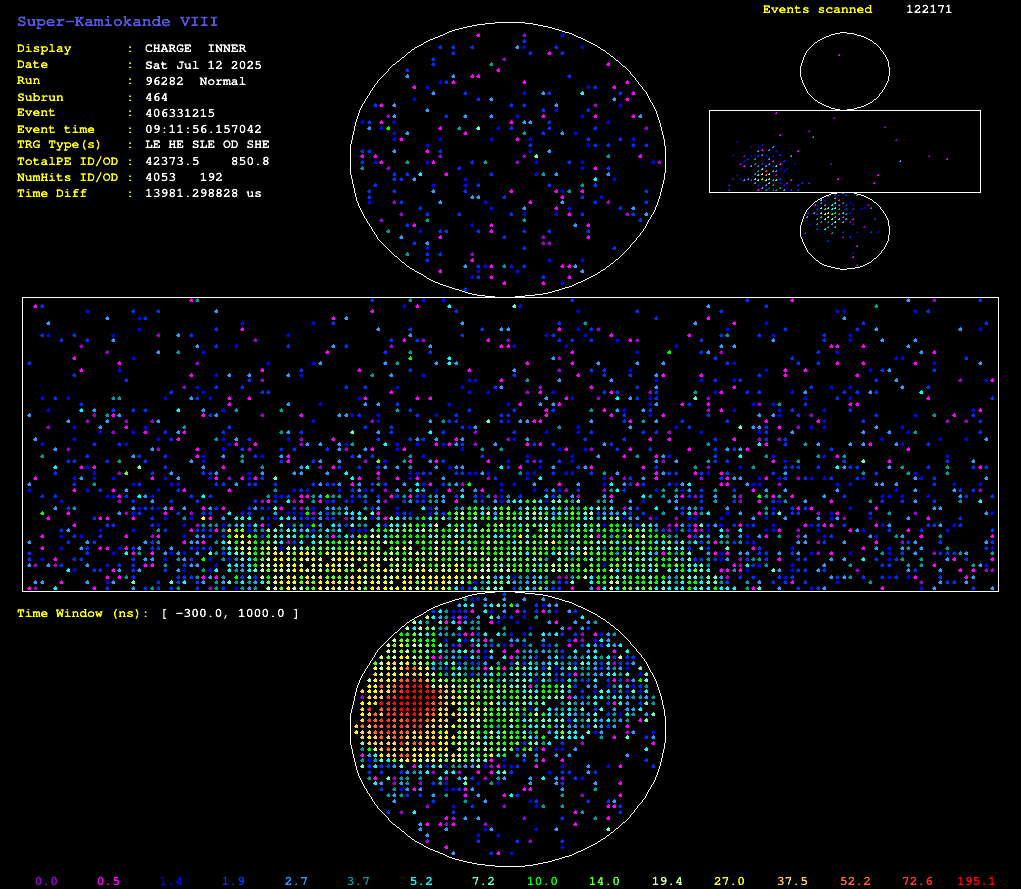 Super-Kamiokande VIII
Events scanned 122171
Display : CHARGE INNER
Date : Sat Jul 12 2025
Run : 96282 Normal
Subrun : 464
Event : 406331215
Event time : 09:11:56.157042
TRG Type(s) : LE HE SLE OD SHE
TotalPE ID/OD : 42373.5 850.8
NumHits ID/OD : 4053 192
Time Diff : 13981.298828 us
Time Window (ns): [ -300.0, 1000.0 ]
0.0 0.5 1.4 1.9 2.7 3.7 5.2 7.2 10.0 14.0 19.4 27.0 37.5 52.2 72.6 195.1